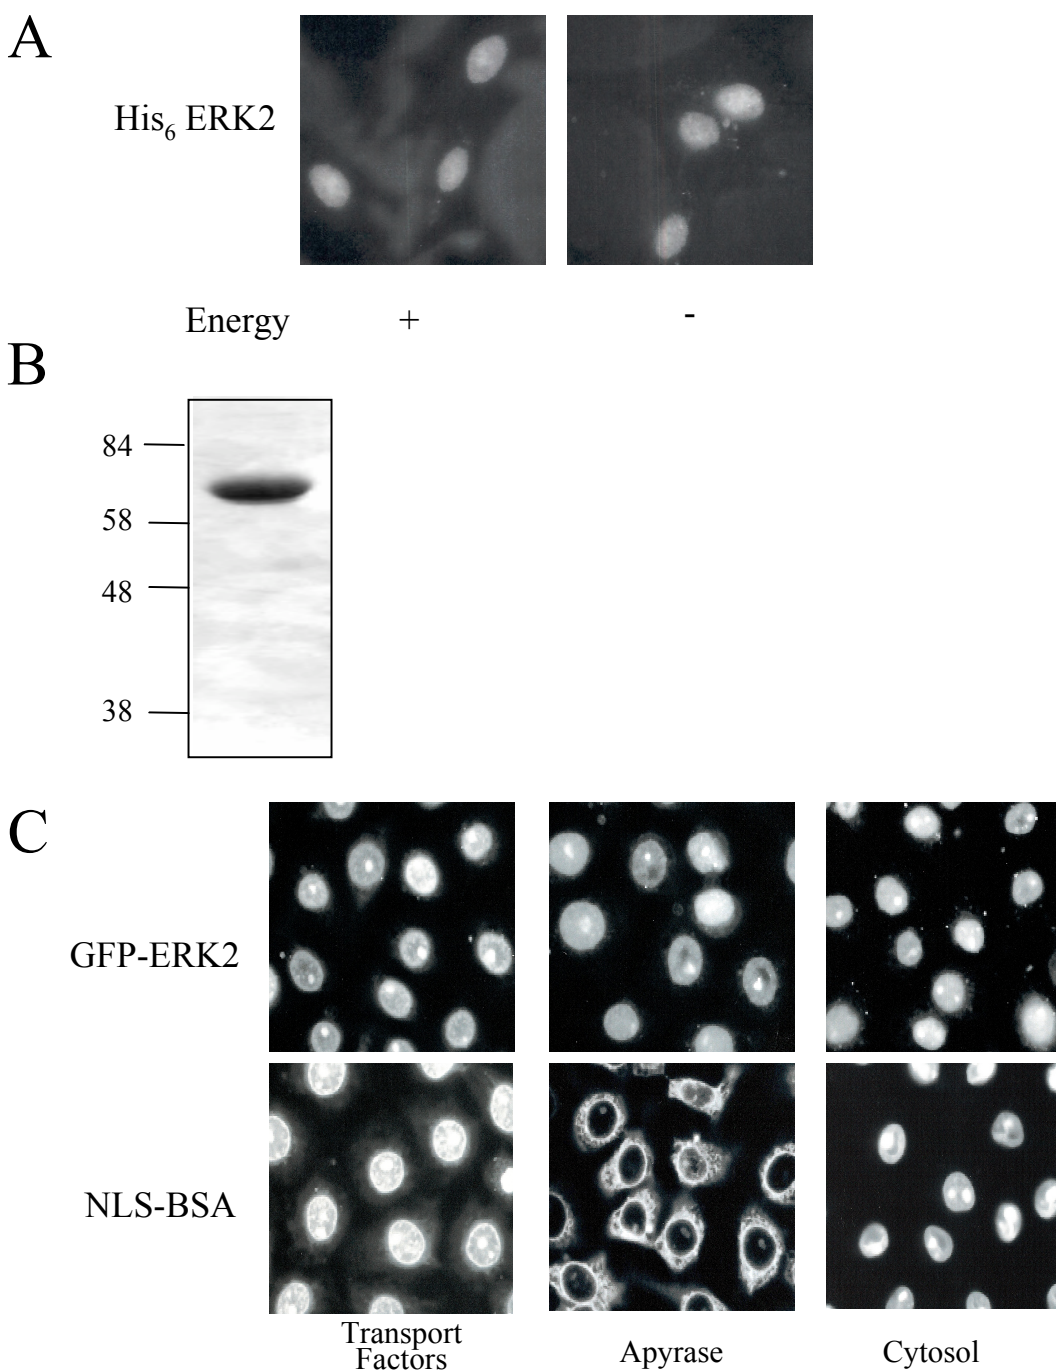 A
His6 ERK2
Energy + -
B
84
58
48
38
C
GFP-ERK2
NLS-BSA
Transport
Factors
Apyrase
Cytosol